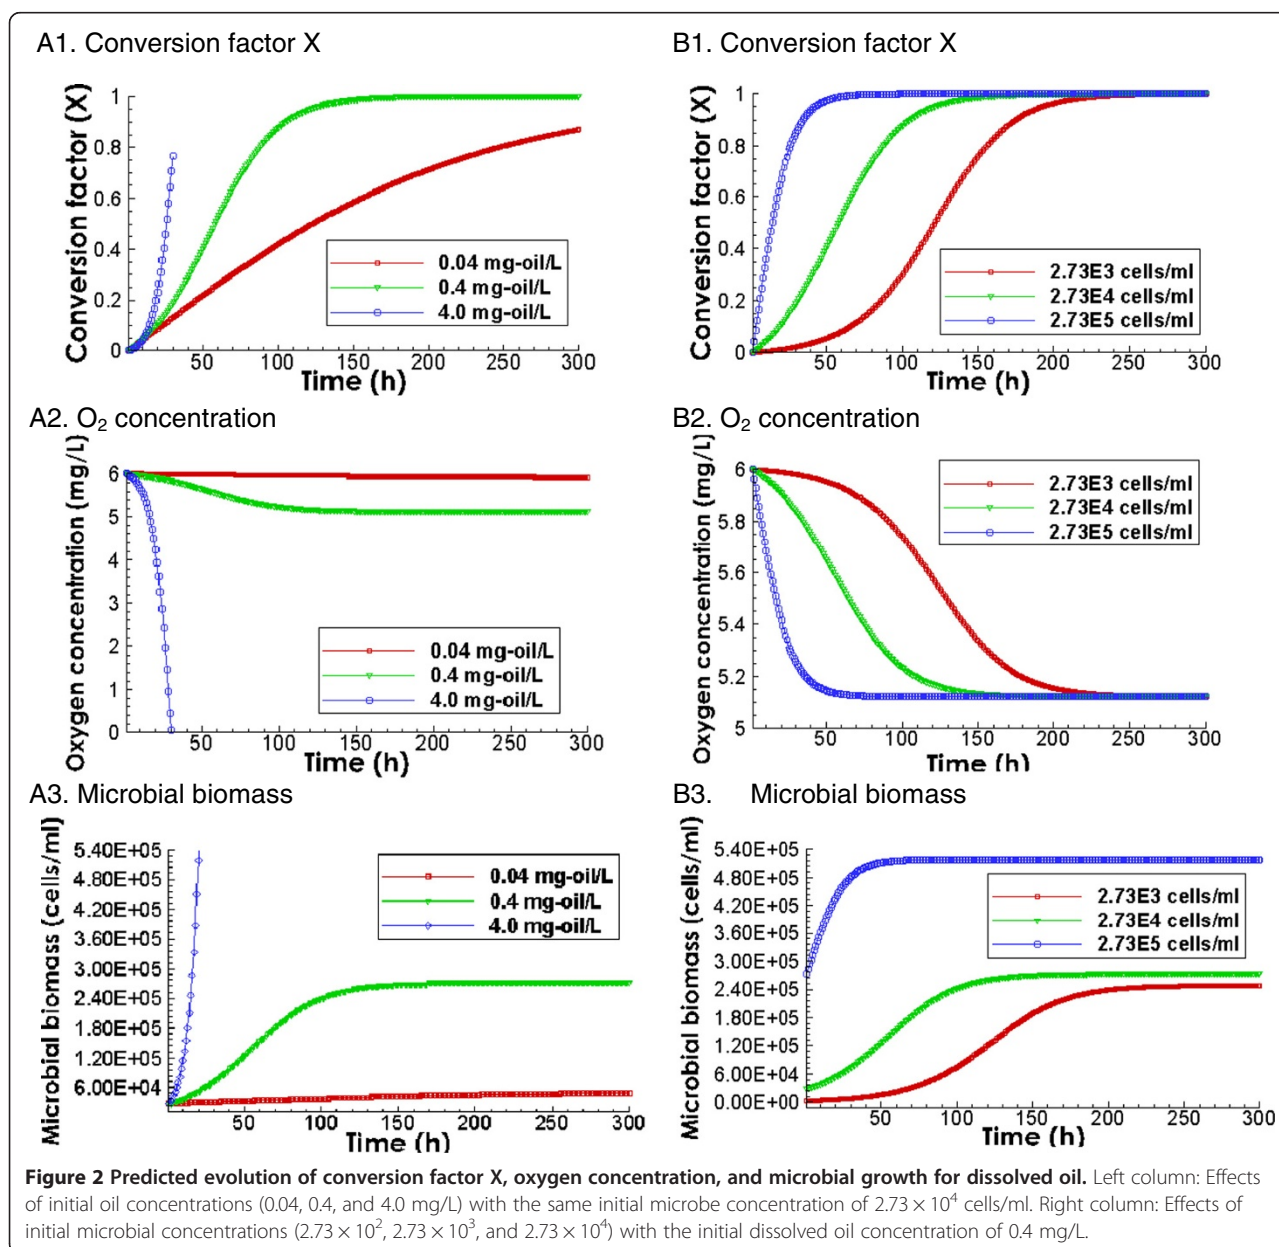 A1. Conversion factor X
Conversion factor (X)
1
0.8
0.6
0.4
0.2
0
0.04 mg-oil/L
0.4 mg-oil/L
4.0 mg-oil/L
50 100 150 200 250 300
Time (h)
B1. Conversion factor X
Conversion factor (X)
1
0.8
0.6
0.4
0.2
0
2.73E3 cells/ml
2.73E4 cells/ml
2.73E5 cells/ml
50 100 150 200 250 300
Time (h)
A2. O₂ concentration
Oxygen concentration (mg/L)
6
5
4
3
2
1
0
0.04 mg-oil/L
0.4 mg-oil/L
4.0 mg-oil/L
50 100 150 200 250 300
Time (h)
B2. O₂ concentration
Oxygen concentration (mg/L)
6
5.8
5.6
5.4
5.2
5
2.73E3 cells/ml
2.73E4 cells/ml
2.73E5 cells/ml
50 100 150 200 250 300
Time (h)
A3. Microbial biomass
Microbial biomass (cells/ml)
5.40E+05
4.80E+05
4.20E+05
3.60E+05
3.00E+05
2.40E+05
1.80E+05
1.20E+05
6.00E+04
0.04 mg-oil/L
0.4 mg-oil/L
4.0 mg-oil/L
50 100 150 200 250 300
Time (h)
B3. Microbial biomass
Microbial biomass (cells/ml)
5.40E+05
4.80E+05
4.20E+05
3.60E+05
3.00E+05
2.40E+05
1.80E+05
1.20E+05
6.00E+04
0.00E+00
2.73E3 cells/ml
2.73E4 cells/ml
2.73E5 cells/ml
50 100 150 200 250 300
Time (h)
Figure 2 Predicted evolution of conversion factor X, oxygen concentration, and microbial growth for dissolved oil. Left column: Effects
of initial oil concentrations (0.04, 0.4, and 4.0 mg/L) with the same initial microbe concentration of 2.73 × 10⁴ cells/ml. Right column: Effects of
initial microbial concentrations (2.73 × 10², 2.73 × 10³, and 2.73 × 10⁴) with the initial dissolved oil concentration of 0.4 mg/L.